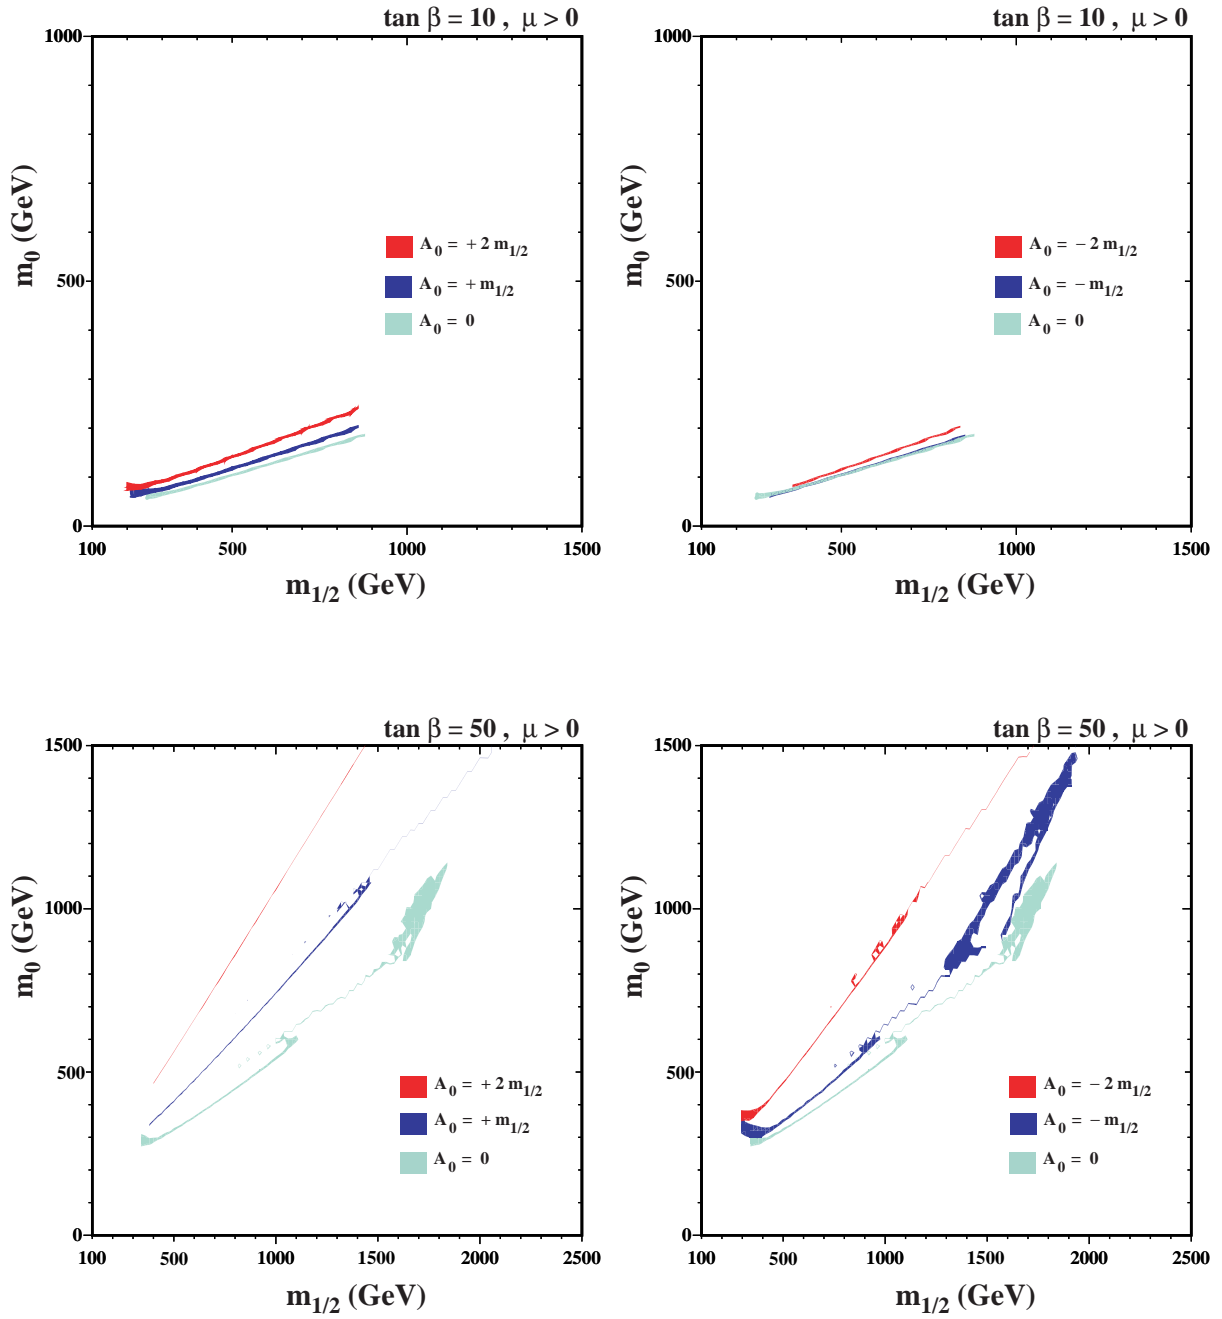 tan β = 10 , μ > 0
1000
500
0
m0 (GeV)
A0 = + 2 m1/2
A0 = + m1/2
A0 = 0
100 500 1000 1500
m1/2 (GeV)
tan β = 10 , μ > 0
1000
500
0
m0 (GeV)
A0 = − 2 m1/2
A0 = − m1/2
A0 = 0
100 500 1000 1500
m1/2 (GeV)
tan β = 50 , μ > 0
1500
1000
500
0
m0 (GeV)
A0 = + 2 m1/2
A0 = + m1/2
A0 = 0
100 500 1000 1500 2000 2500
m1/2 (GeV)
tan β = 50 , μ > 0
1500
1000
500
0
m0 (GeV)
A0 = − 2 m1/2
A0 = − m1/2
A0 = 0
100 500 1000 1500 2000 2500
m1/2 (GeV)